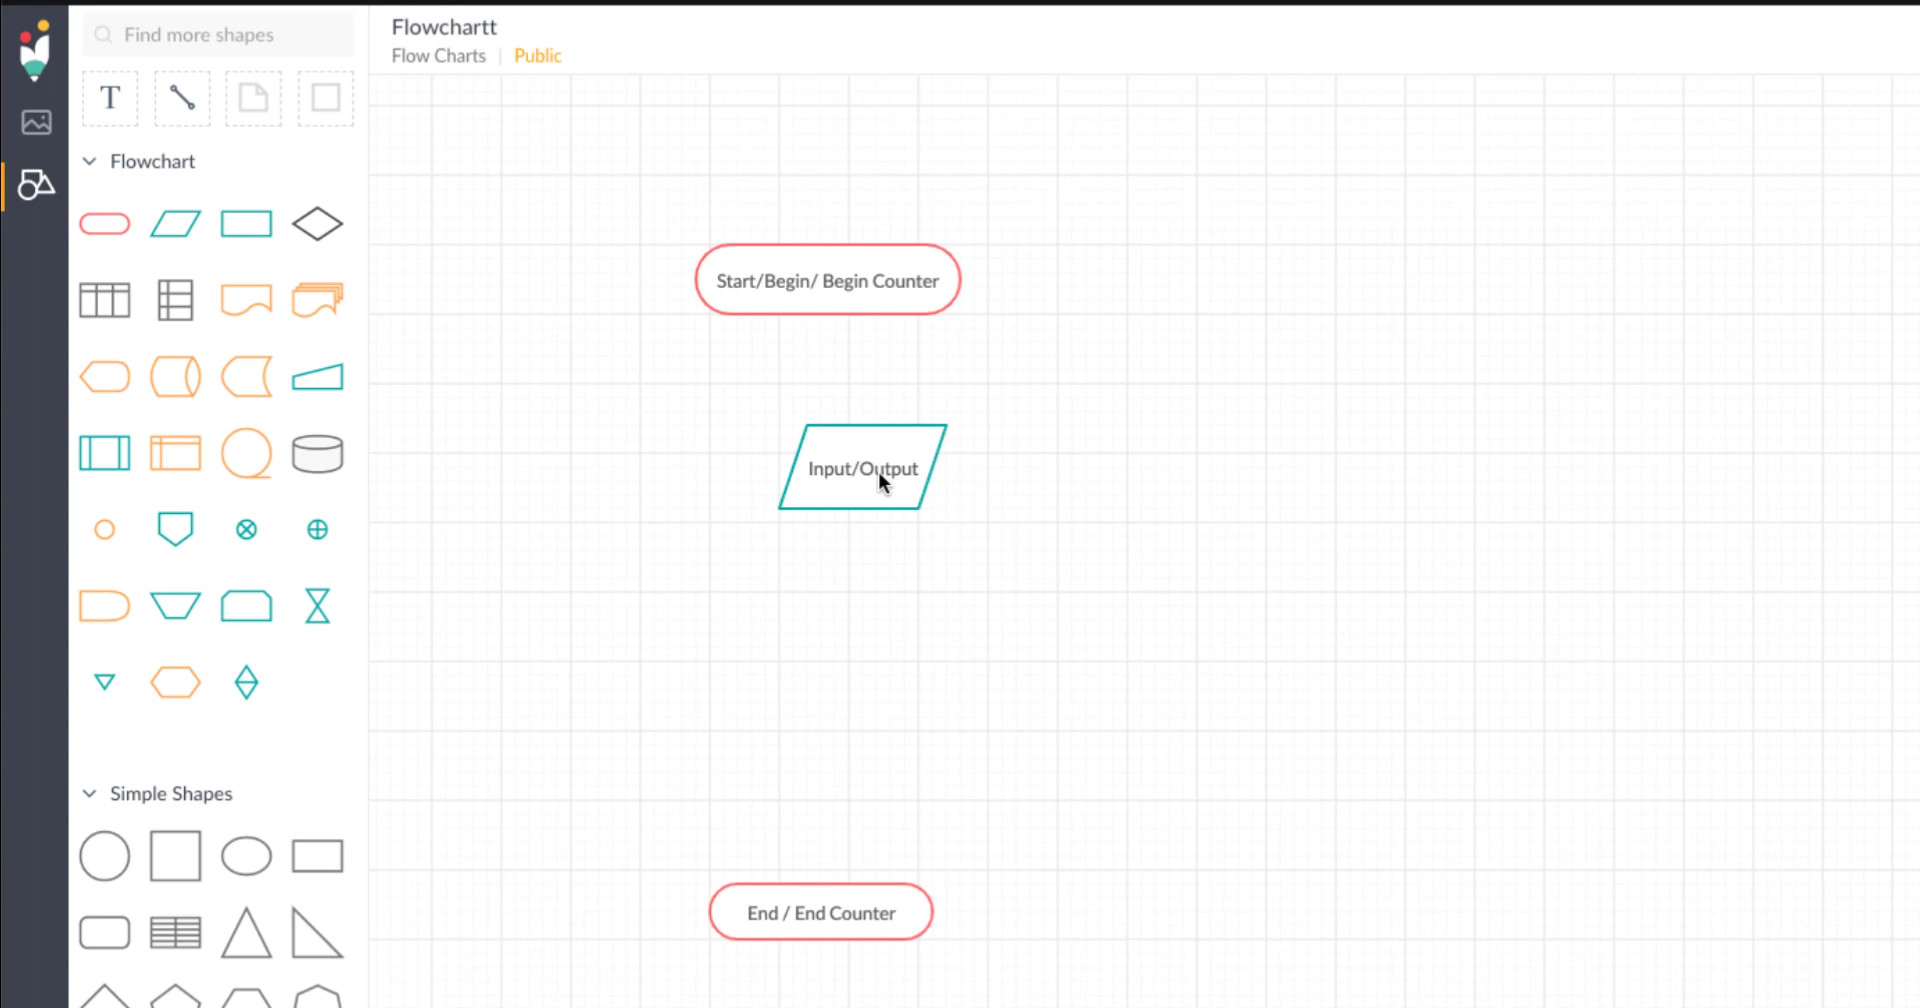 Find more shapes
Flowchartt
Flow Charts | Public
T
Flowchart
Start/Begin/ Begin Counter
Input/Output
Simple Shapes
End / End Counter